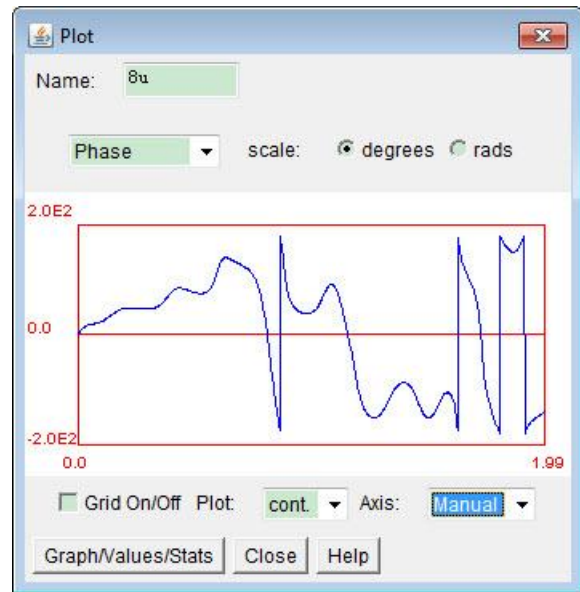 Plot
Name: 8u
Phase scale: degrees rads
2.0E2
0.0
-2.0E2
0.0 1.99
Grid On/Off Plot: cont. Axis: Manual
Graph/Values/Stats Close Help